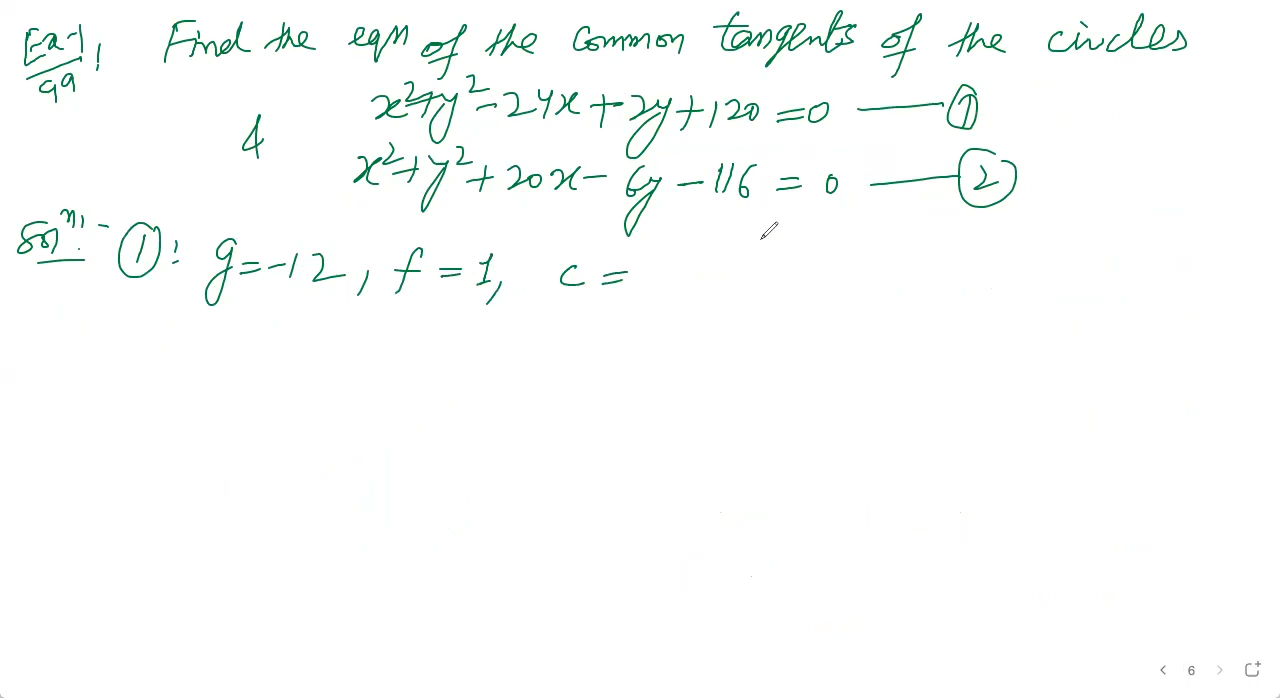 Ex-1/99! Find the eqn of the common tangents of the circles
x²+y²-24x+2y+120=0 — ①
& x²+y²+20x-6y-116=0 — ②
Solⁿ:- ①: g=-12, f=1, c=
6